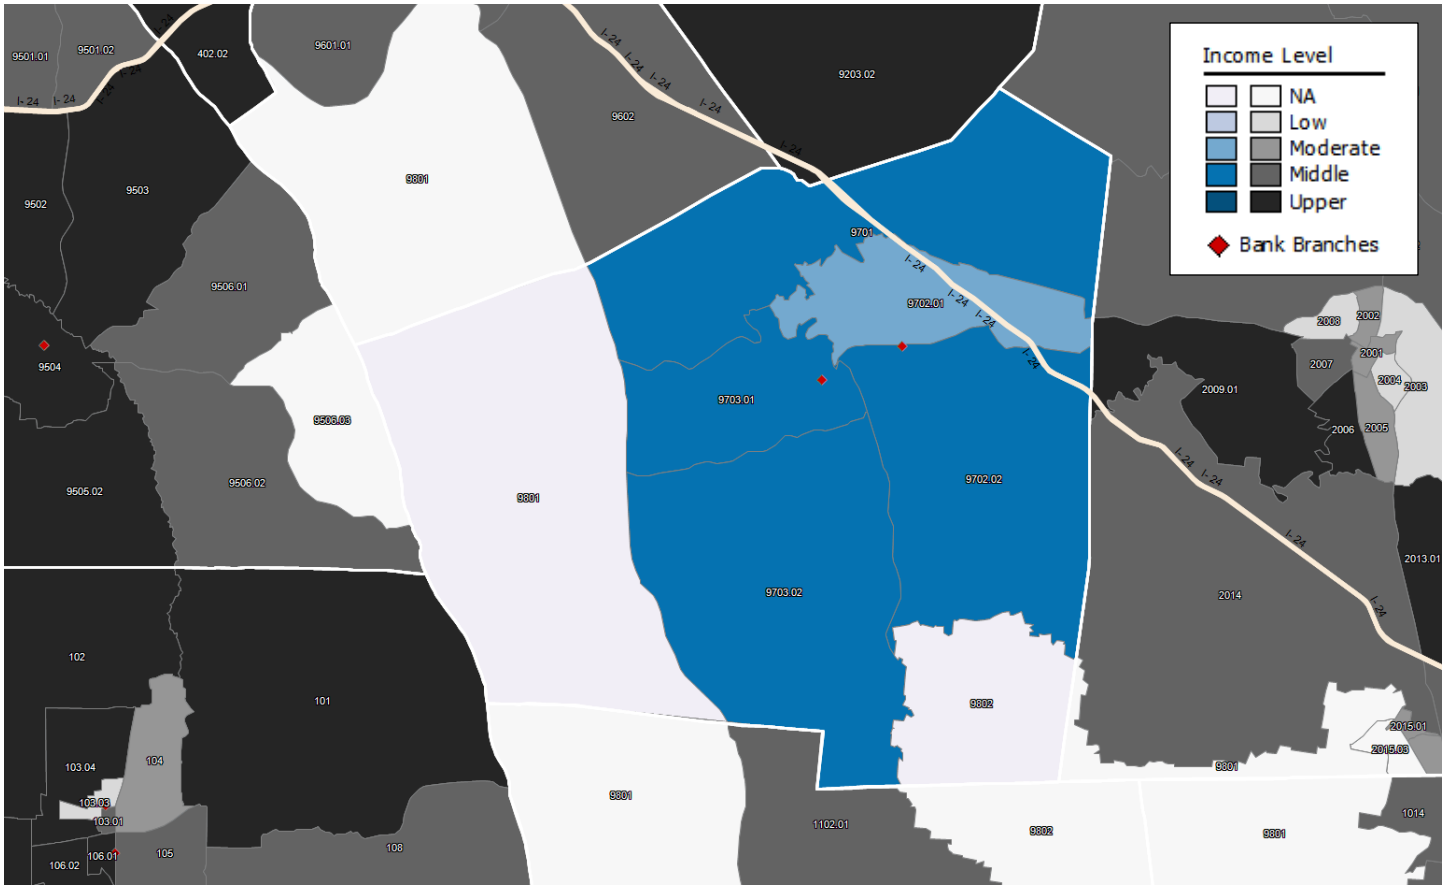 Income Level
NA
Low
Moderate
Middle
Upper
Bank Branches
I- 24
9501.01
9501.02
402.02
9601.01
I- 24
I- 24
I- 24
I- 24
I- 24
I- 24
I- 24
I- 24
I- 24
9203.02
9602
I- 24
9801
9503
9502
9701
I- 24
9506.01
I- 24
9702.01
I- 24
2008
2002
I- 24
2001
9504
2007
2004
2003
2009.01
9703.01
9506.03
2006
2005
I- 24
I- 24
9702.02
9506.02
9505.02
9801
I- 24
2013.01
9703.02
2014
I- 24
102
101
9802
2015.01
2015.03
104
103.04
9801
9801
103.03
103.01
1014
1102.01
9802
9801
108
105
106.01
106.02